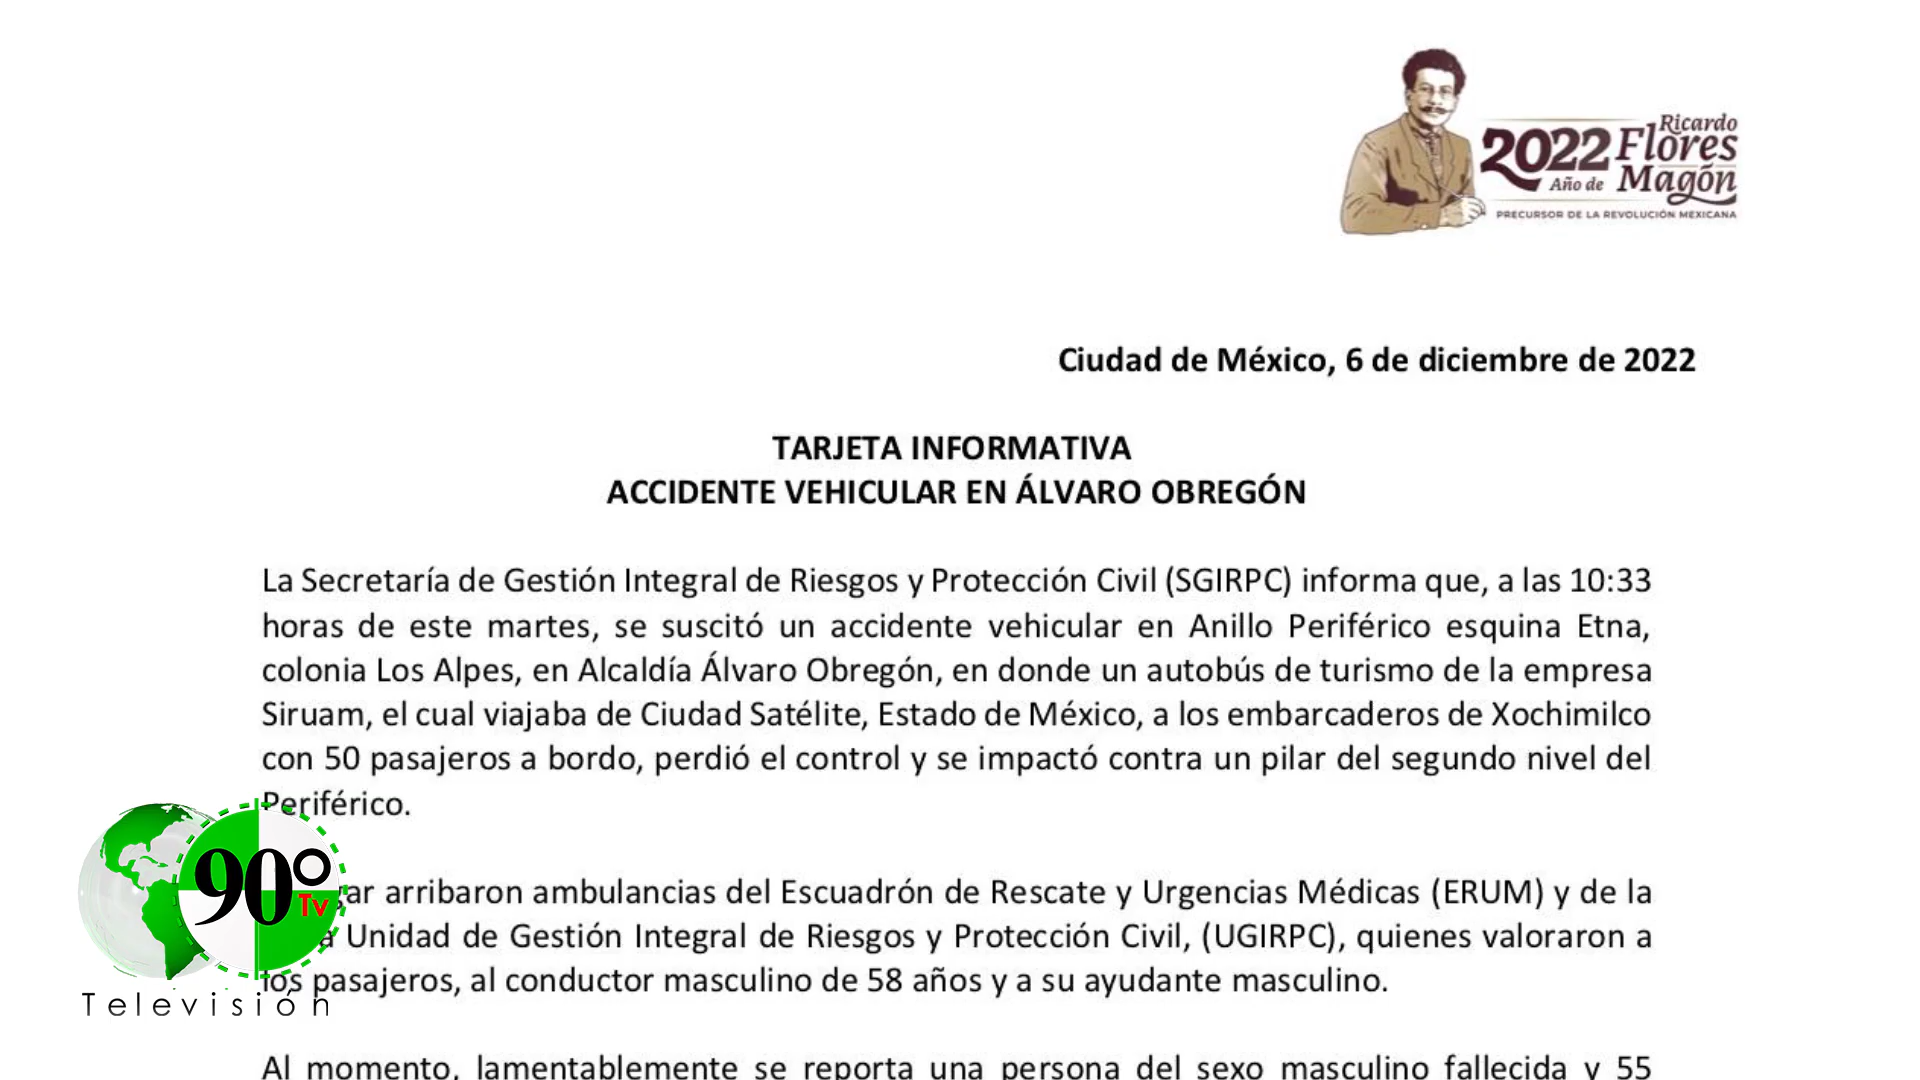 Ricardo
2022 Flores
Año de Magón
PRECURSOR DE LA REVOLUCIÓN MEXICANA
Ciudad de México, 6 de diciembre de 2022
TARJETA INFORMATIVA
ACCIDENTE VEHICULAR EN ÁLVARO OBREGÓN
La Secretaría de Gestión Integral de Riesgos y Protección Civil (SGIRPC) informa que, a las 10:33
horas de este martes, se suscitó un accidente vehicular en Anillo Periférico esquina Etna,
colonia Los Alpes, en Alcaldía Álvaro Obregón, en donde un autobús de turismo de la empresa
Siruam, el cual viajaba de Ciudad Satélite, Estado de México, a los embarcaderos de Xochimilco
con 50 pasajeros a bordo, perdió el control y se impactó contra un pilar del segundo nivel del
Periférico.
arribaron ambulancias del Escuadrón de Rescate y Urgencias Médicas (ERUM) y de la
Unidad de Gestión Integral de Riesgos y Protección Civil, (UGIRPC), quienes valoraron a
los pasajeros, al conductor masculino de 58 años y a su ayudante masculino.
Al momento, lamentablemente se reporta una persona del sexo masculino fallecida y 55
90° Tv
Televisión